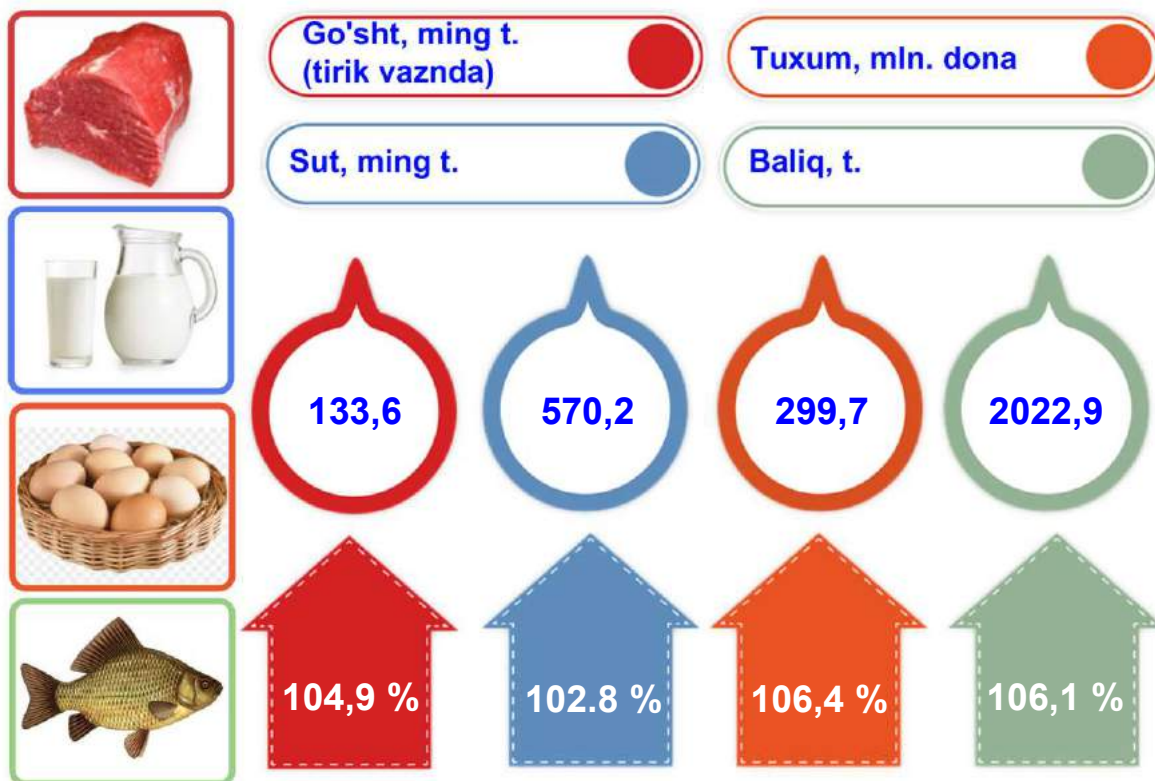 Go'sht, ming t.
(tirik vaznda)
Tuxum, mln. dona
Sut, ming t.
Baliq, t.
133,6
570,2
299,7
2022,9
104,9 %
102.8 %
106,4 %
106,1 %